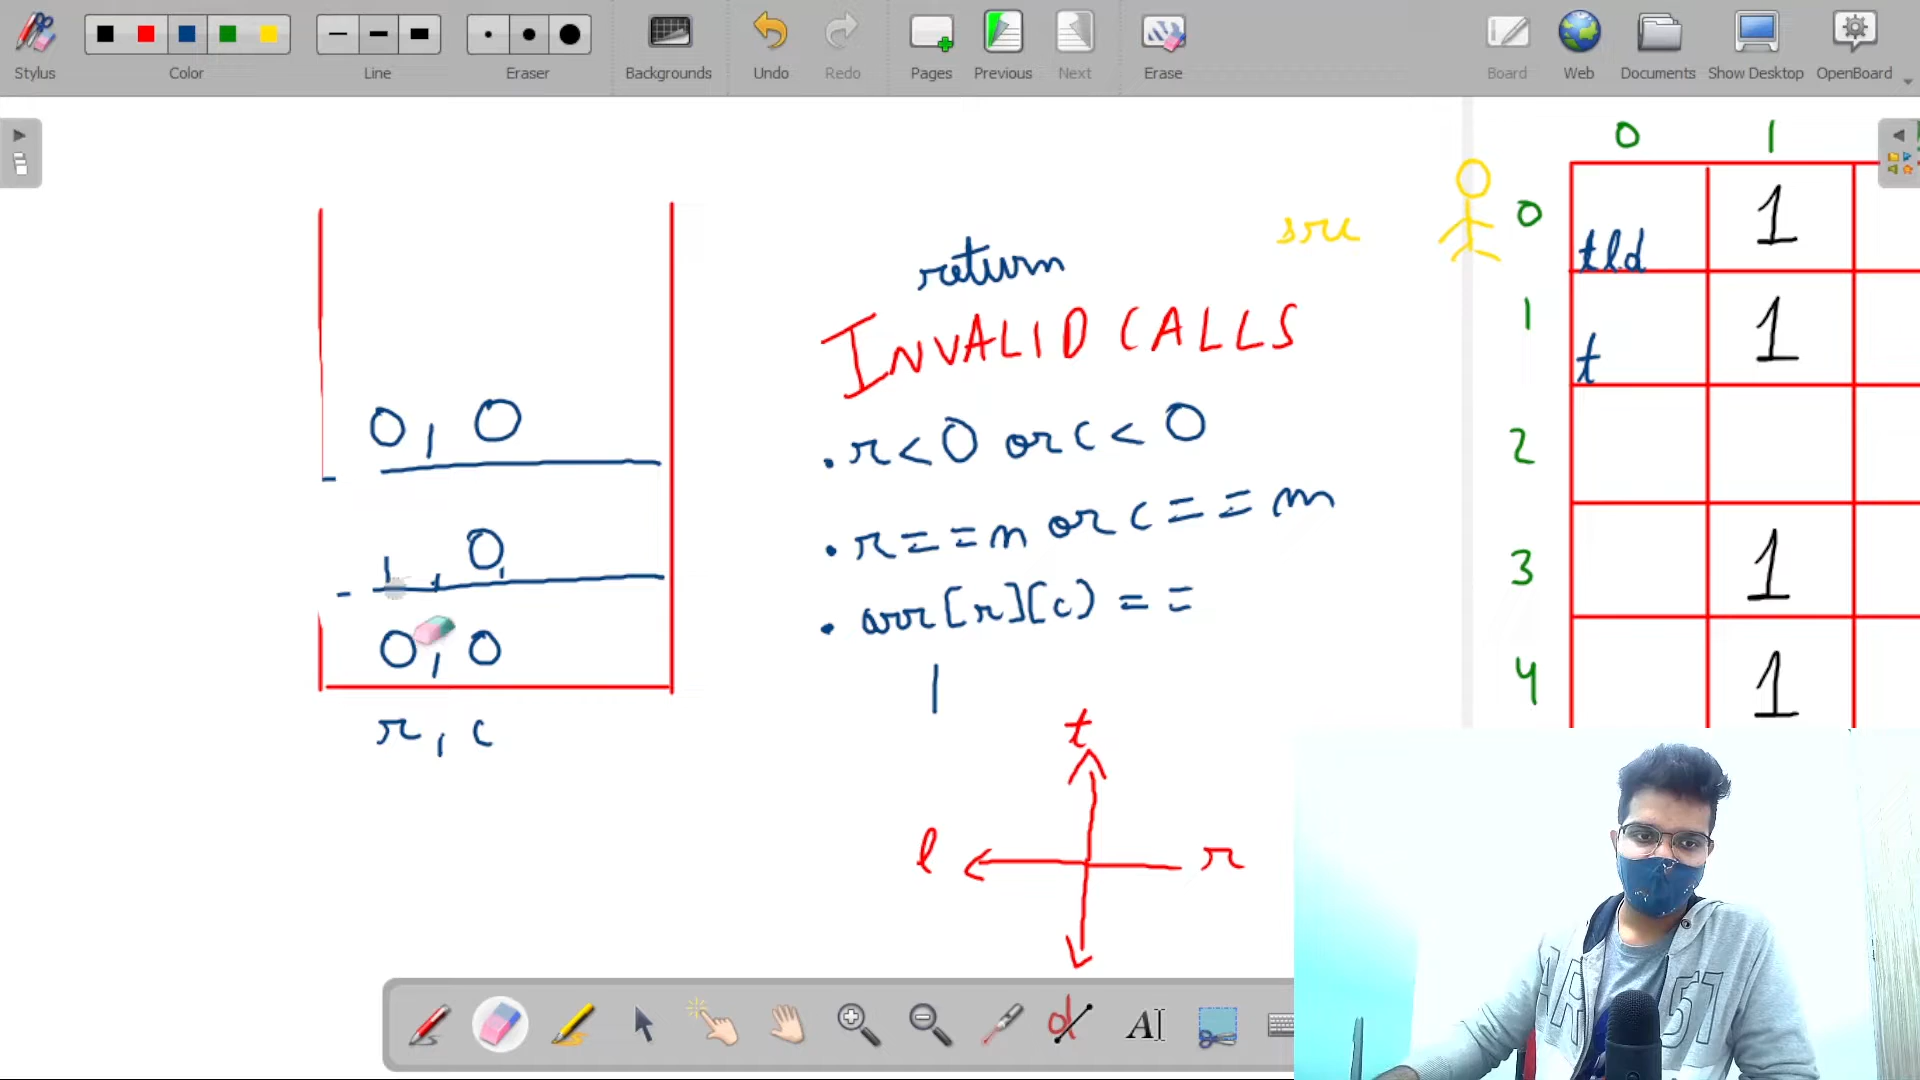 Stylus
Color
Line
Eraser
Backgrounds
Undo
Redo
Pages
Previous
Next
Erase
Board
Web
Documents
Show Desktop
OpenBoard
0 1
src
0
tld 1
return
INVALID CALLS
1
t 1
0, 0
. r < 0 or c < 0
2
1, 0
. r == n or c == m
3 1
. arr[r][c) ==
1
0, 0
4 1
r, c
t
l r
A
57